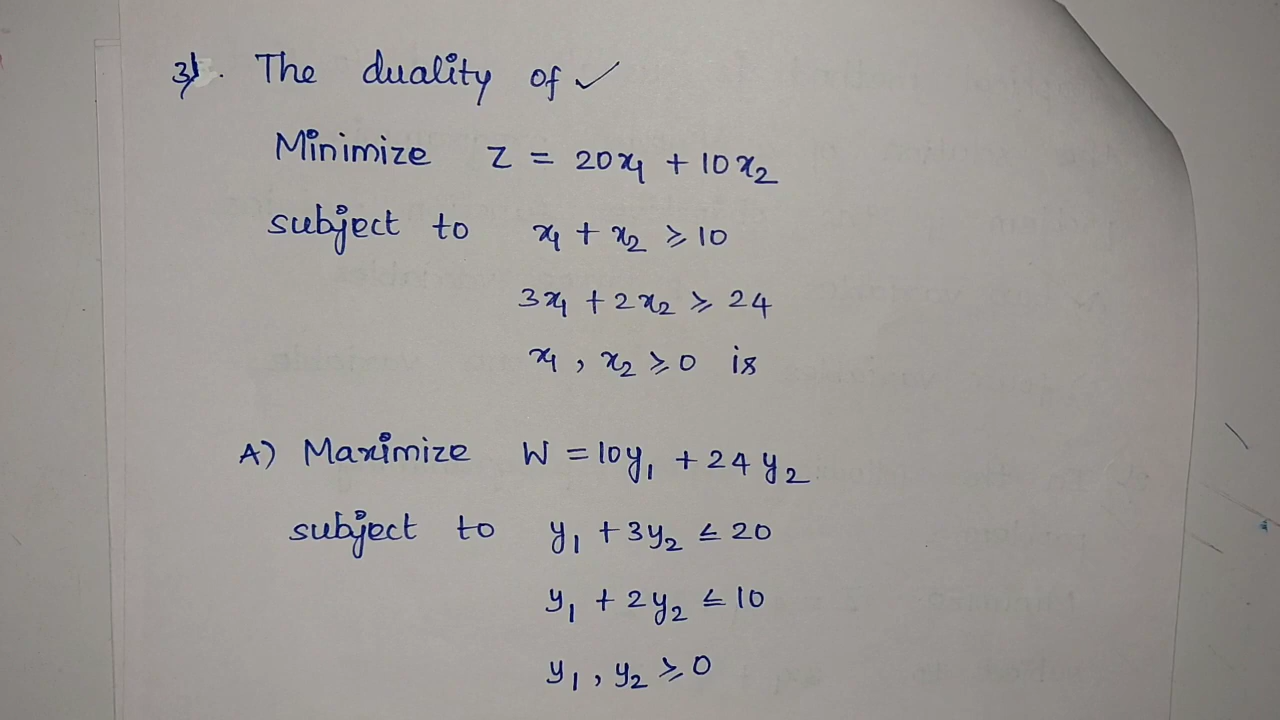 31. The duality of ✓
Minimize Z = 20x₁ + 10x₂
subject to x₁ + x₂ ≥ 10
3x₁ + 2x₂ ≥ 24
x₁, x₂ ≥ 0 is
A) Maximize W = 10y₁ + 24y₂
subject to y₁ + 3y₂ ≤ 20
y₁ + 2y₂ ≤ 10
y₁, y₂ ≥ 0